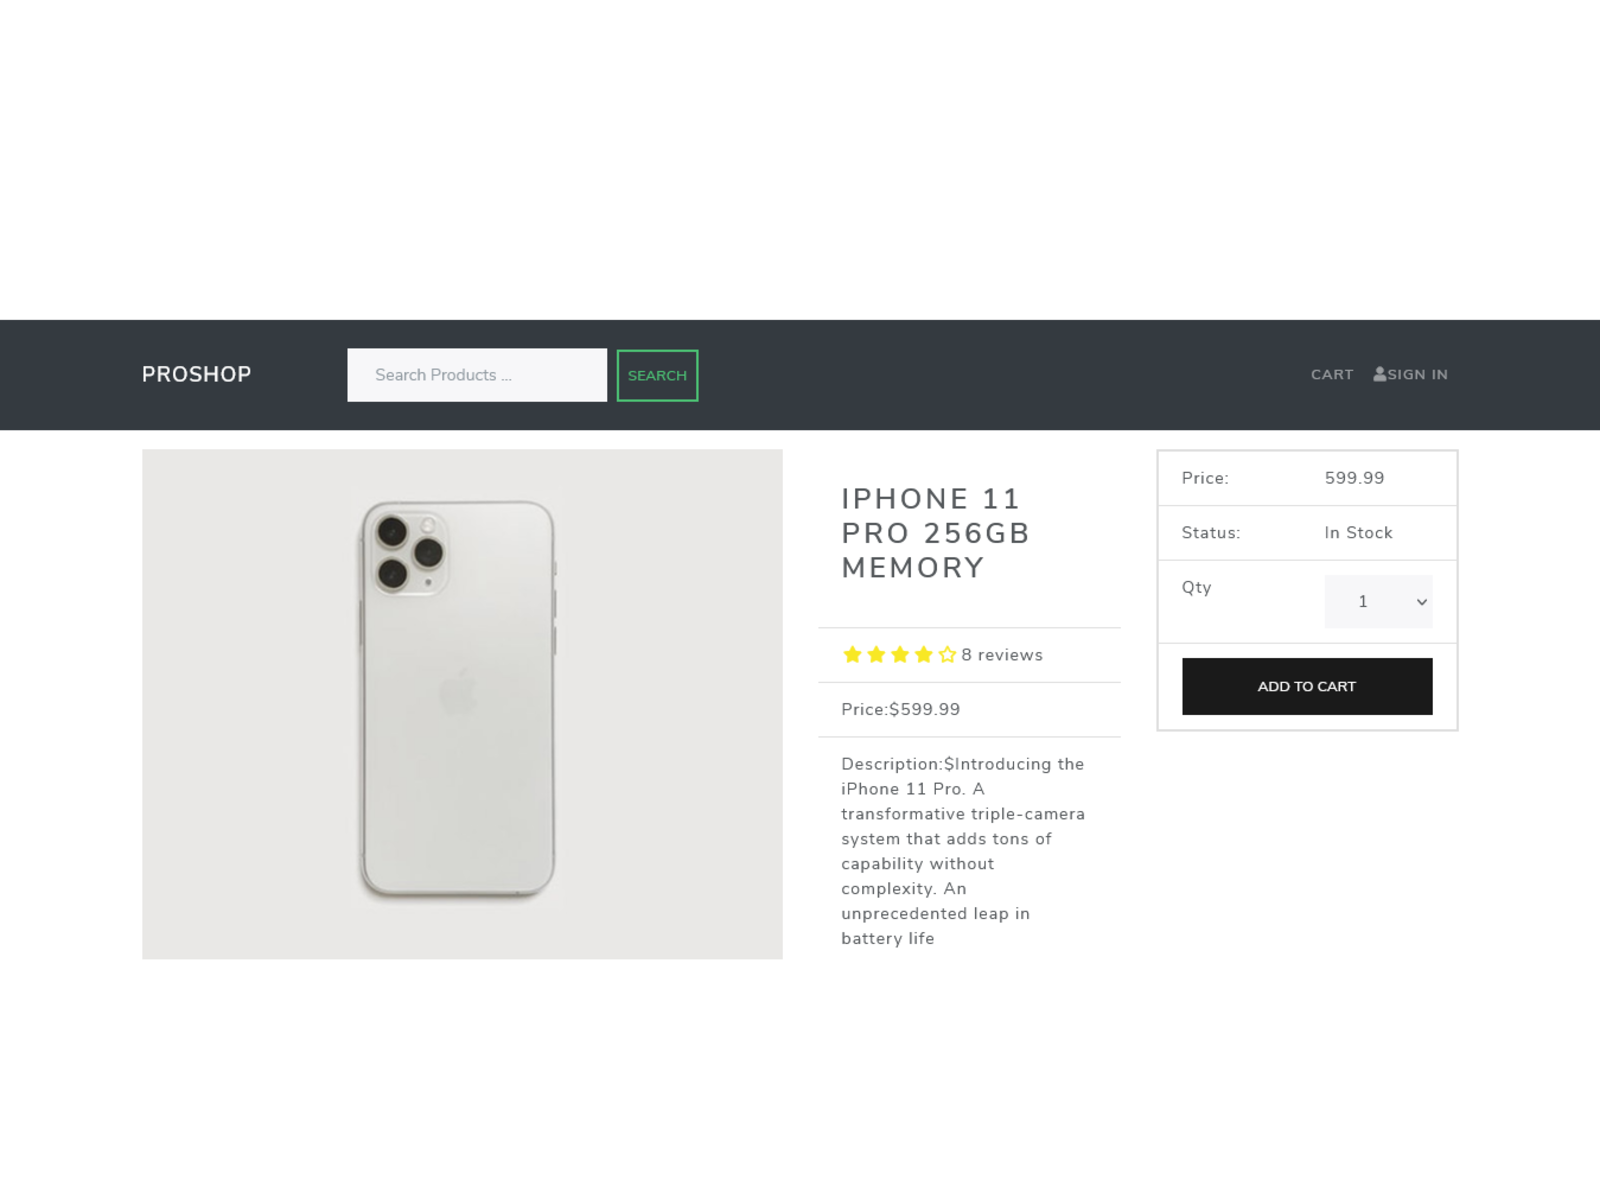 PROSHOP
Search Products ...
SEARCH
CART
SIGN IN
IPHONE 11
PRO 256GB
MEMORY
8 reviews
Price:$599.99
Description:$Introducing the
iPhone 11 Pro. A
transformative triple-camera
system that adds tons of
capability without
complexity. An
unprecedented leap in
battery life
Price: 599.99
Status: In Stock
Qty 1
ADD TO CART